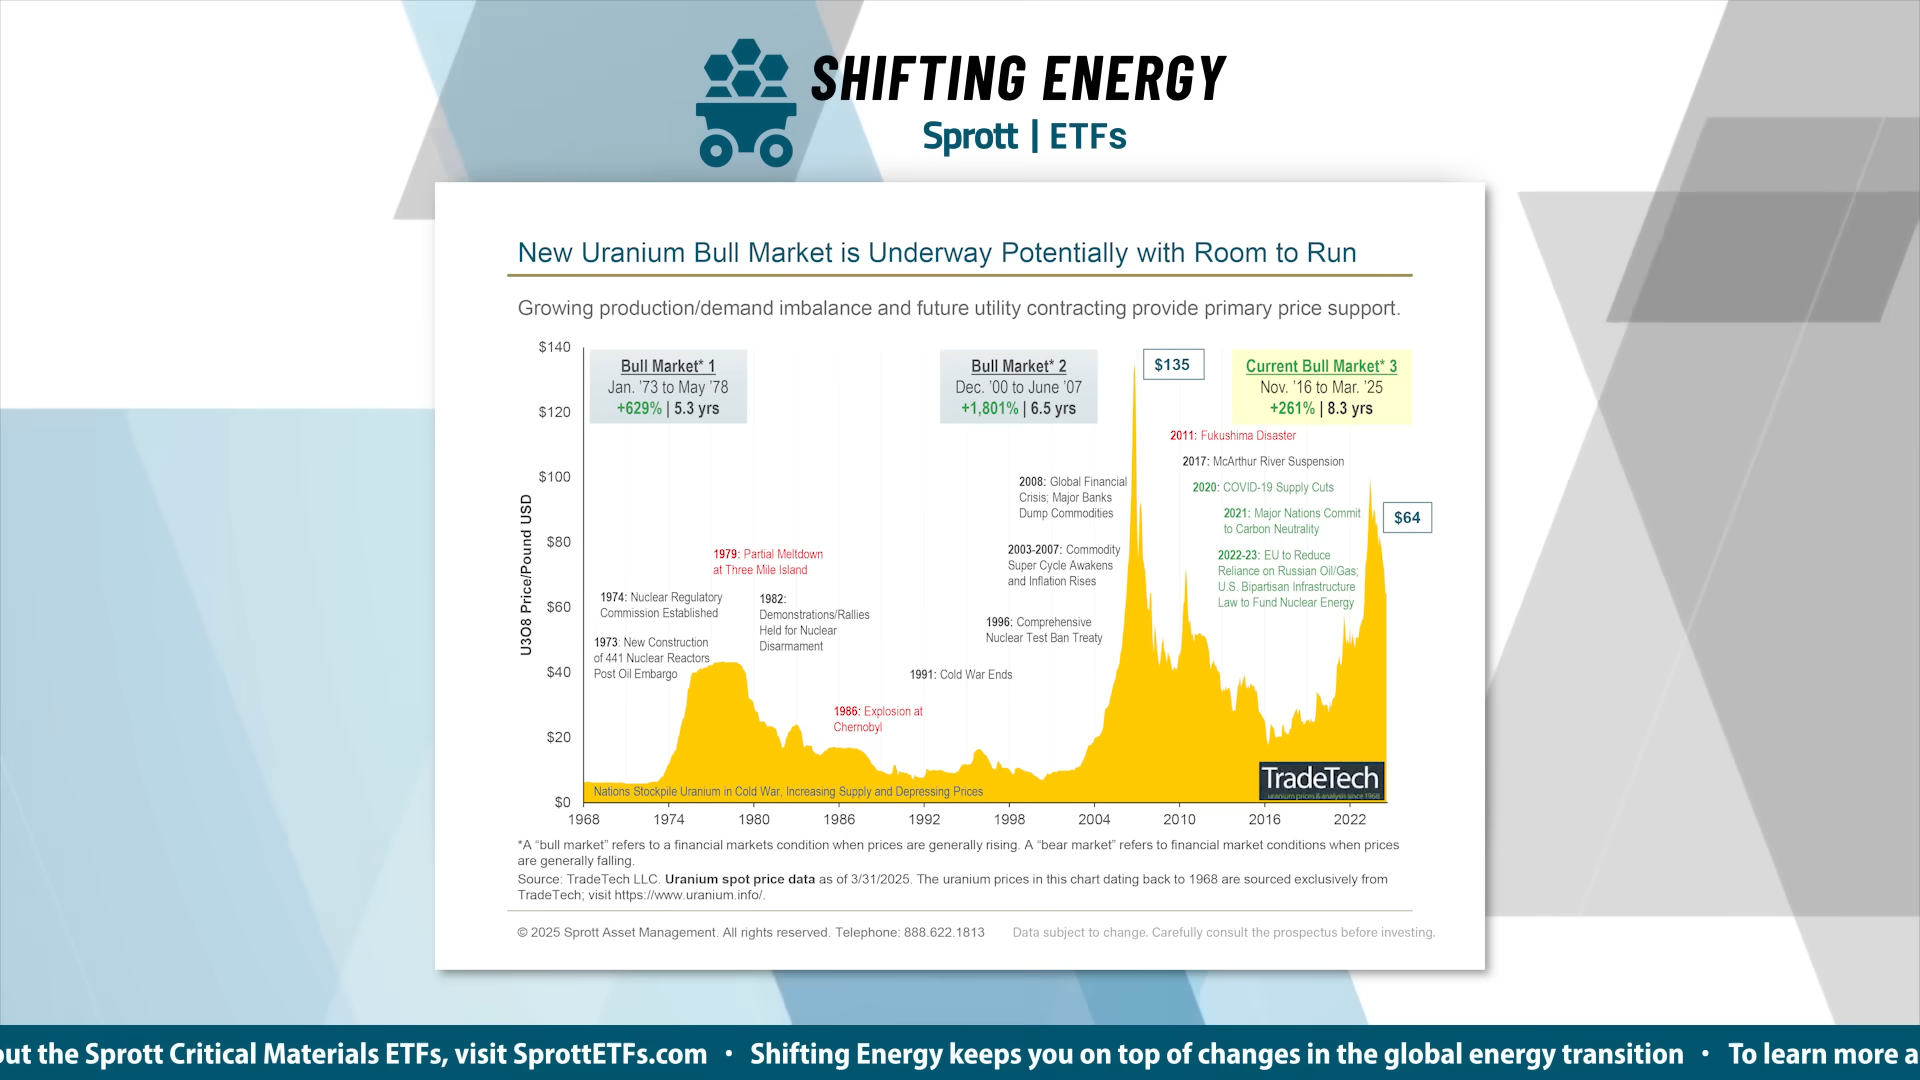 SHIFTING ENERGY
Sprott | ETFs
New Uranium Bull Market is Underway Potentially with Room to Run
Growing production/demand imbalance and future utility contracting provide primary price support.
U3O8 Price/Pound USD
$140
$120
$100
$80
$60
$40
$20
$0
Bull Market* 1
Jan. '73 to May '78
+629% | 5.3 yrs
Bull Market* 2
Dec. '00 to June '07
+1,801% | 6.5 yrs
$135
Current Bull Market* 3
Nov. '16 to Mar. '25
+261% | 8.3 yrs
2011: Fukushima Disaster
2017: McArthur River Suspension
2020: COVID-19 Supply Cuts
2021: Major Nations Commit
to Carbon Neutrality
$64
2022-23: EU to Reduce
Reliance on Russian Oil/Gas;
U.S. Bipartisan Infrastructure
Law to Fund Nuclear Energy
2008: Global Financial
Crisis; Major Banks
Dump Commodities
2003-2007: Commodity
Super Cycle Awakens
and Inflation Rises
1996: Comprehensive
Nuclear Test Ban Treaty
1991: Cold War Ends
1979: Partial Meltdown
at Three Mile Island
1974: Nuclear Regulatory
Commission Established
1982:
Demonstrations/Rallies
Held for Nuclear
Disarmament
1973: New Construction
of 441 Nuclear Reactors
Post Oil Embargo
1986: Explosion at
Chernobyl
Nations Stockpile Uranium in Cold War, Increasing Supply and Depressing Prices
TradeTech
uranium prices & analysis since 1968
1968
1974
1980
1986
1992
1998
2004
2010
2016
2022
*A “bull market” refers to a financial markets condition when prices are generally rising. A “bear market” refers to financial market conditions when prices
are generally falling.
Source: TradeTech LLC. Uranium spot price data as of 3/31/2025. The uranium prices in this chart dating back to 1968 are sourced exclusively from
TradeTech; visit https://www.uranium.info/.
© 2025 Sprott Asset Management. All rights reserved. Telephone: 888.622.1813
Data subject to change. Carefully consult the prospectus before investing.
out the Sprott Critical Materials ETFs, visit SprottETFs.com • Shifting Energy keeps you on top of changes in the global energy transition • To learn more a